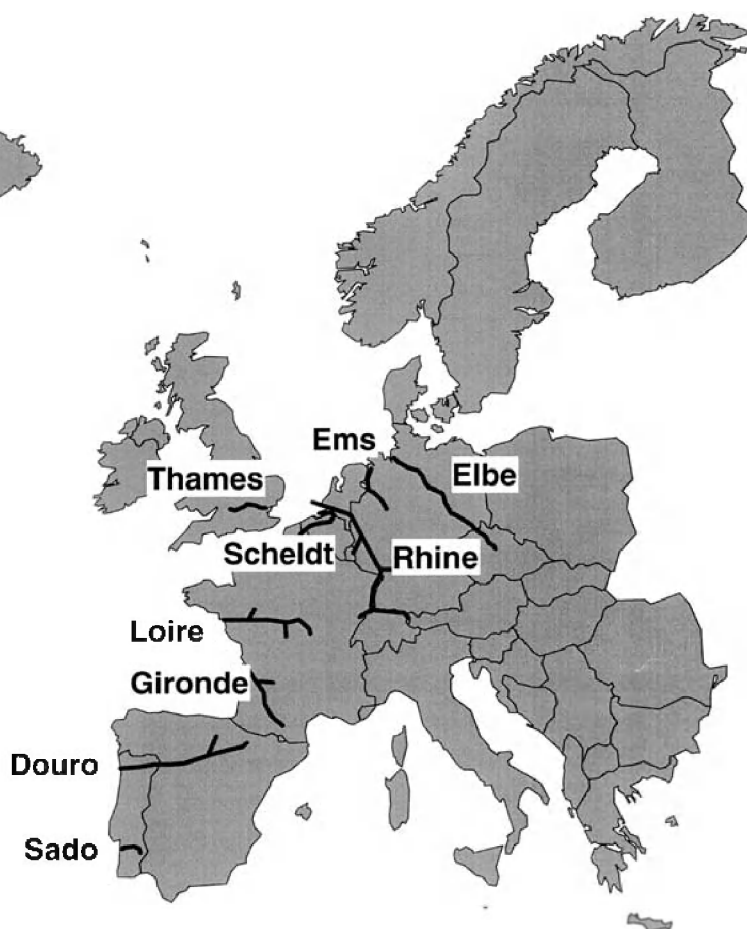 Ems
Thames
Elbe
Scheldt
Rhine
Loire
Gironde
Douro
Sado